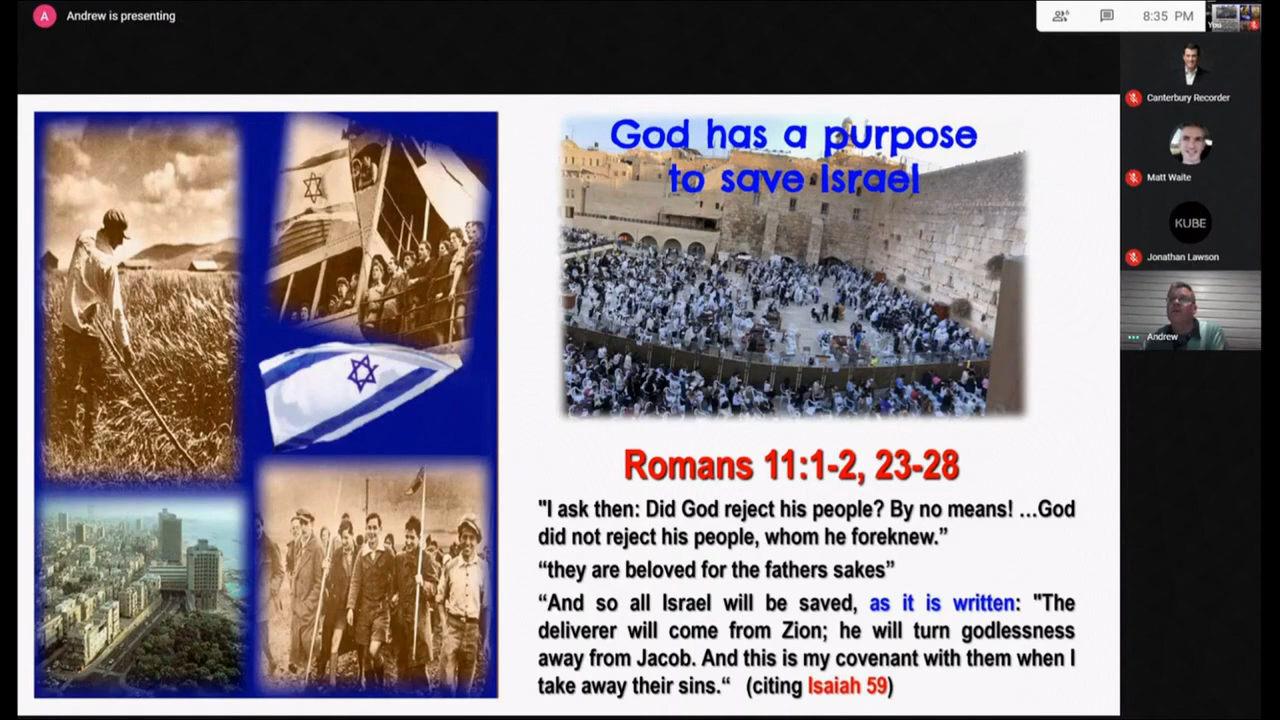 A
Andrew is presenting
6
8:35 PM
You
Canterbury Recorder
Matt Waite
KUBE
Jonathan Lawson
Andrew
God has a purpose
to save Israel
Romans 11:1-2, 23-28
"I ask then: Did God reject his people? By no means! ...God
did not reject his people, whom he foreknew.”
“they are beloved for the fathers sakes”
“And so all Israel will be saved, as it is written: "The
deliverer will come from Zion; he will turn godlessness
away from Jacob. And this is my covenant with them when I
take away their sins.“ (citing Isaiah 59)